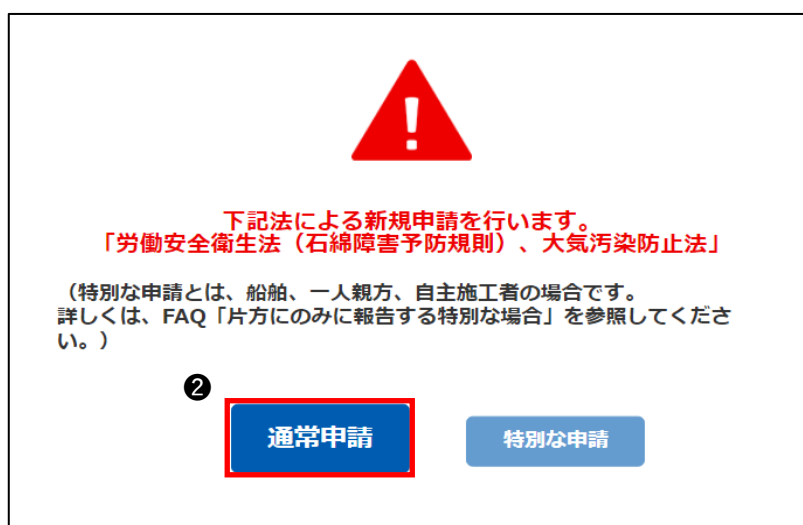 下記法による新規申請を行います。
「労働安全衛生法（石綿障害予防規則）、大気汚染防止法」
（特別な申請とは、船舶、一人親方、自主施工者の場合です。
詳しくは、FAQ「片方にのみに報告する特別な場合」を参照してくださ
い。）
❷
通常申請
特別な申請